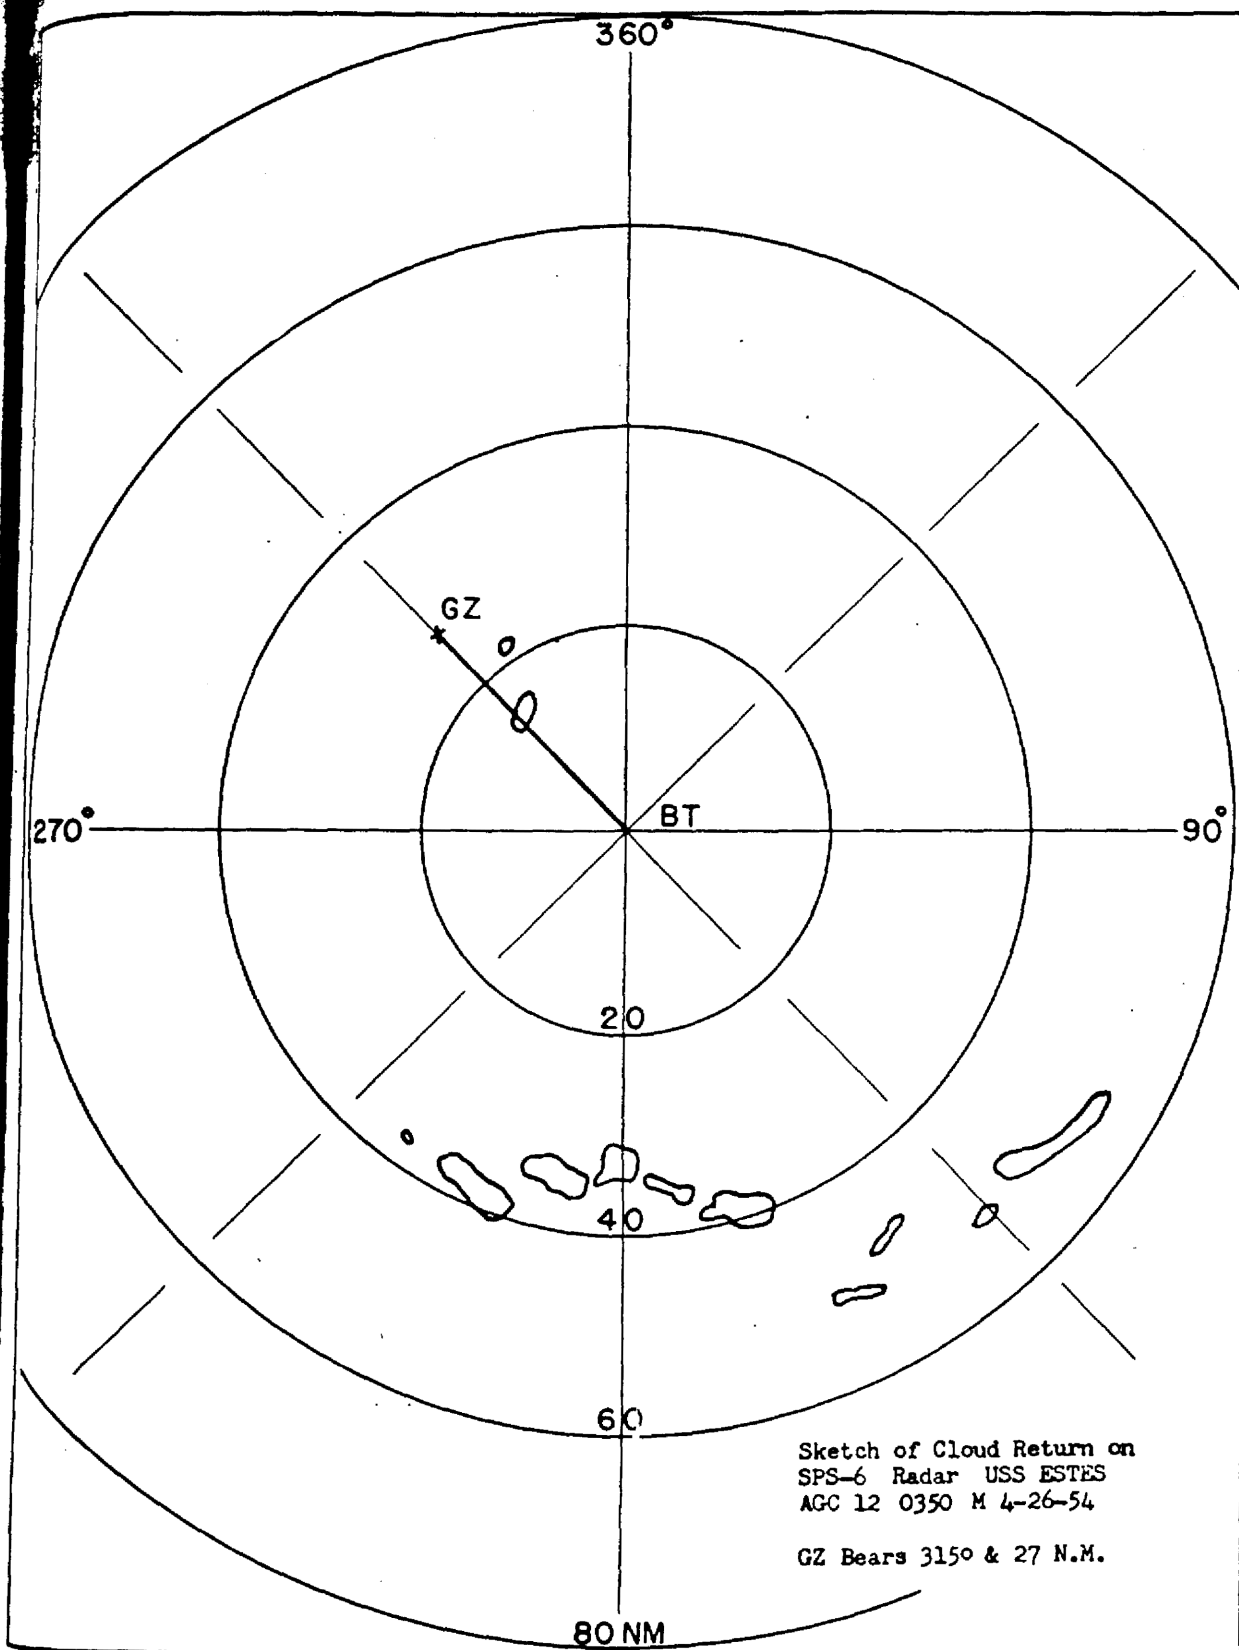 360°
GZ
270°
BT
90°
20
40
60
Sketch of Cloud Return on
SPS-6 Radar USS ESTES
AGC 12 0350 M 4-26-54
GZ Bears 315° & 27 N.M.
80 NM